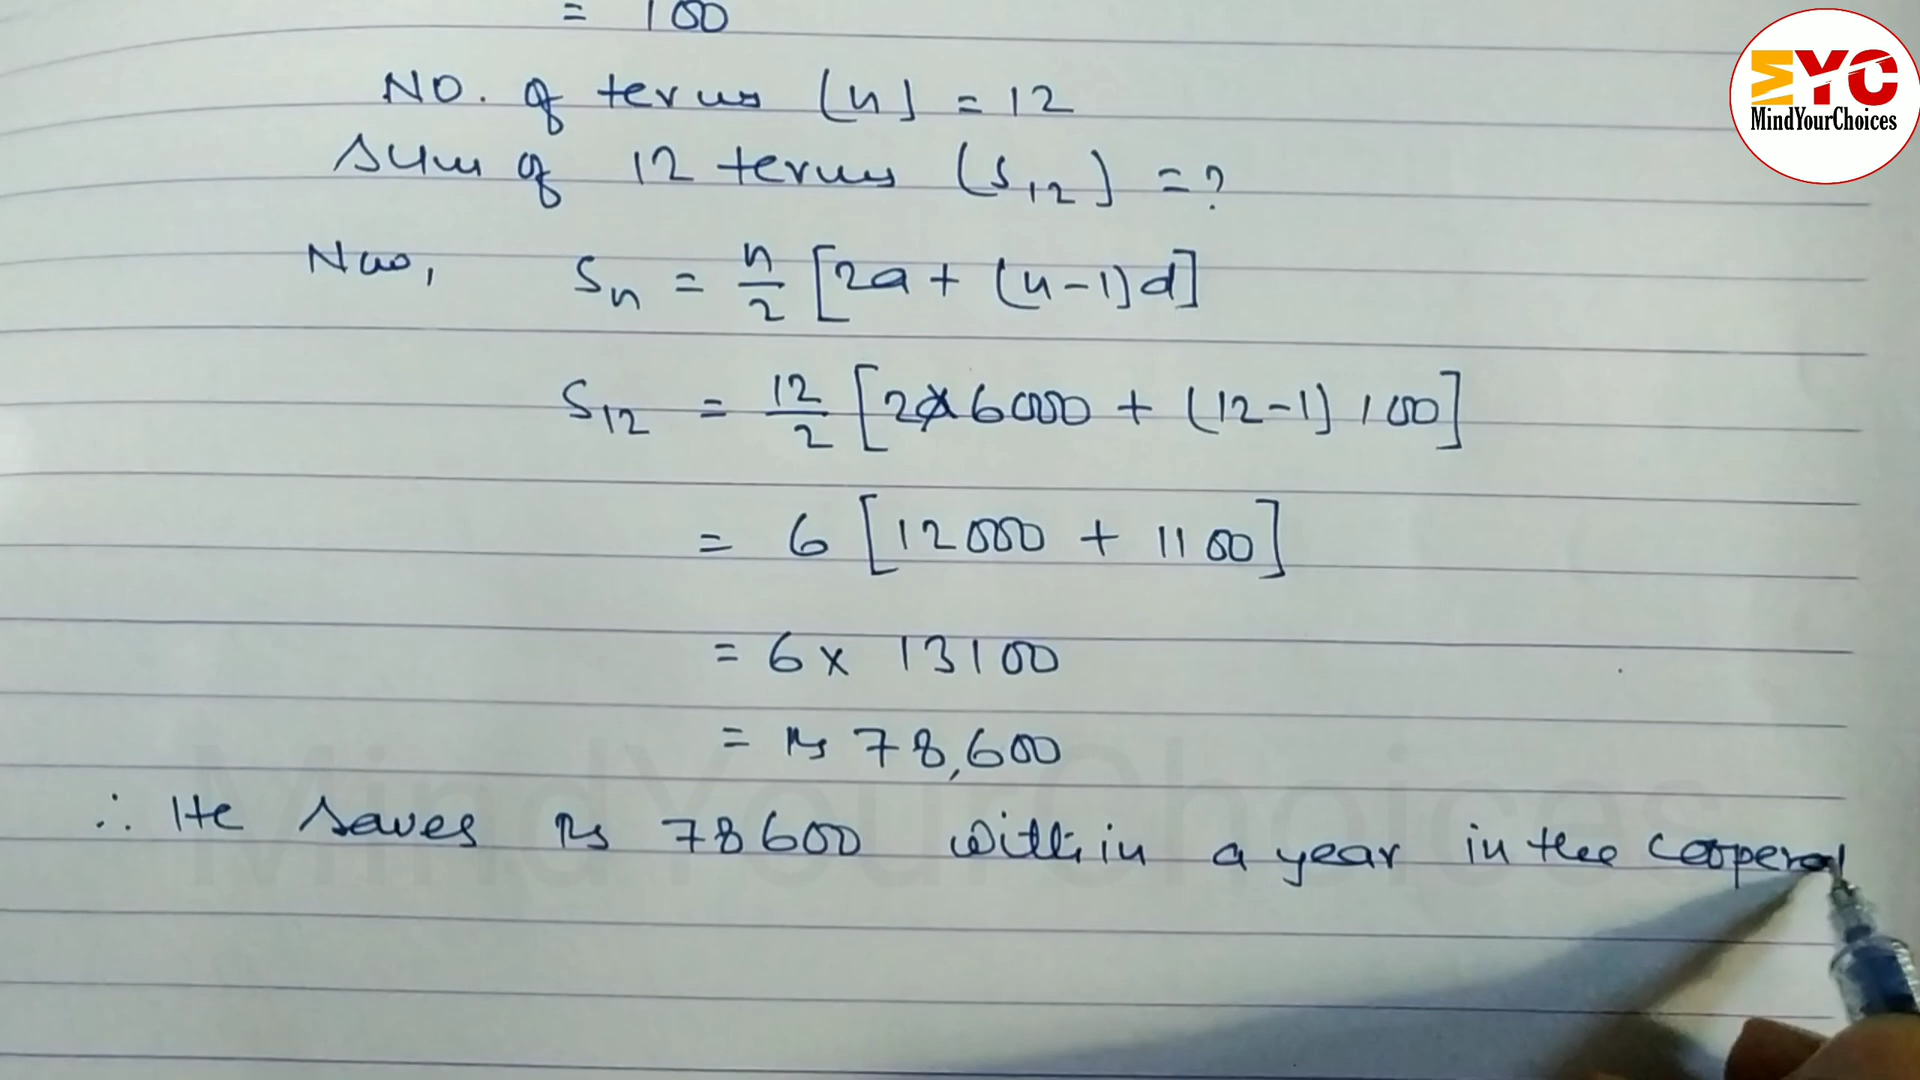 = 100
No. of terms (n) = 12
Sum of 12 terms (S₁₂) = ?
Now, Sₙ = n/2 [2a + (n-1)d]
S₁₂ = 12/2 [2×6000 + (12-1) 100]
= 6 [12000 + 1100]
= 6 × 13100
= Rs 78,600
∴ He saves Rs 78600 within a year in the coopera
MYC
MindYourChoices
MindYourChoices